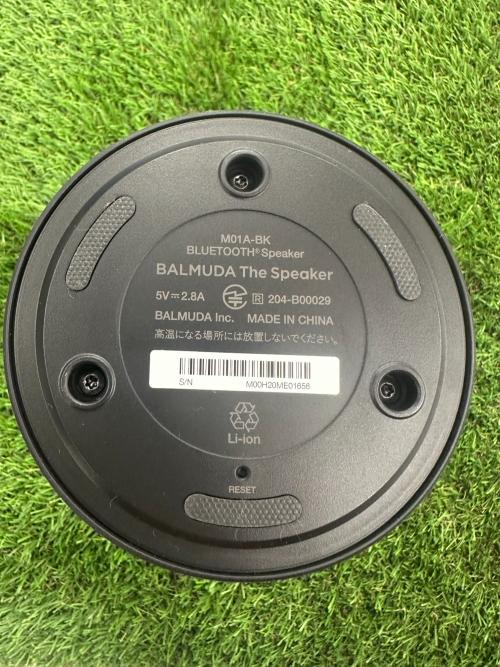 M01A-BK
BLUETOOTH® Speaker
BALMUDA The Speaker
5V⎓2.8A R 204-B00029
BALMUDA Inc. MADE IN CHINA
高温になる場所には放置しないでください。
S/N M00H20ME01656
Li-ion
RESET